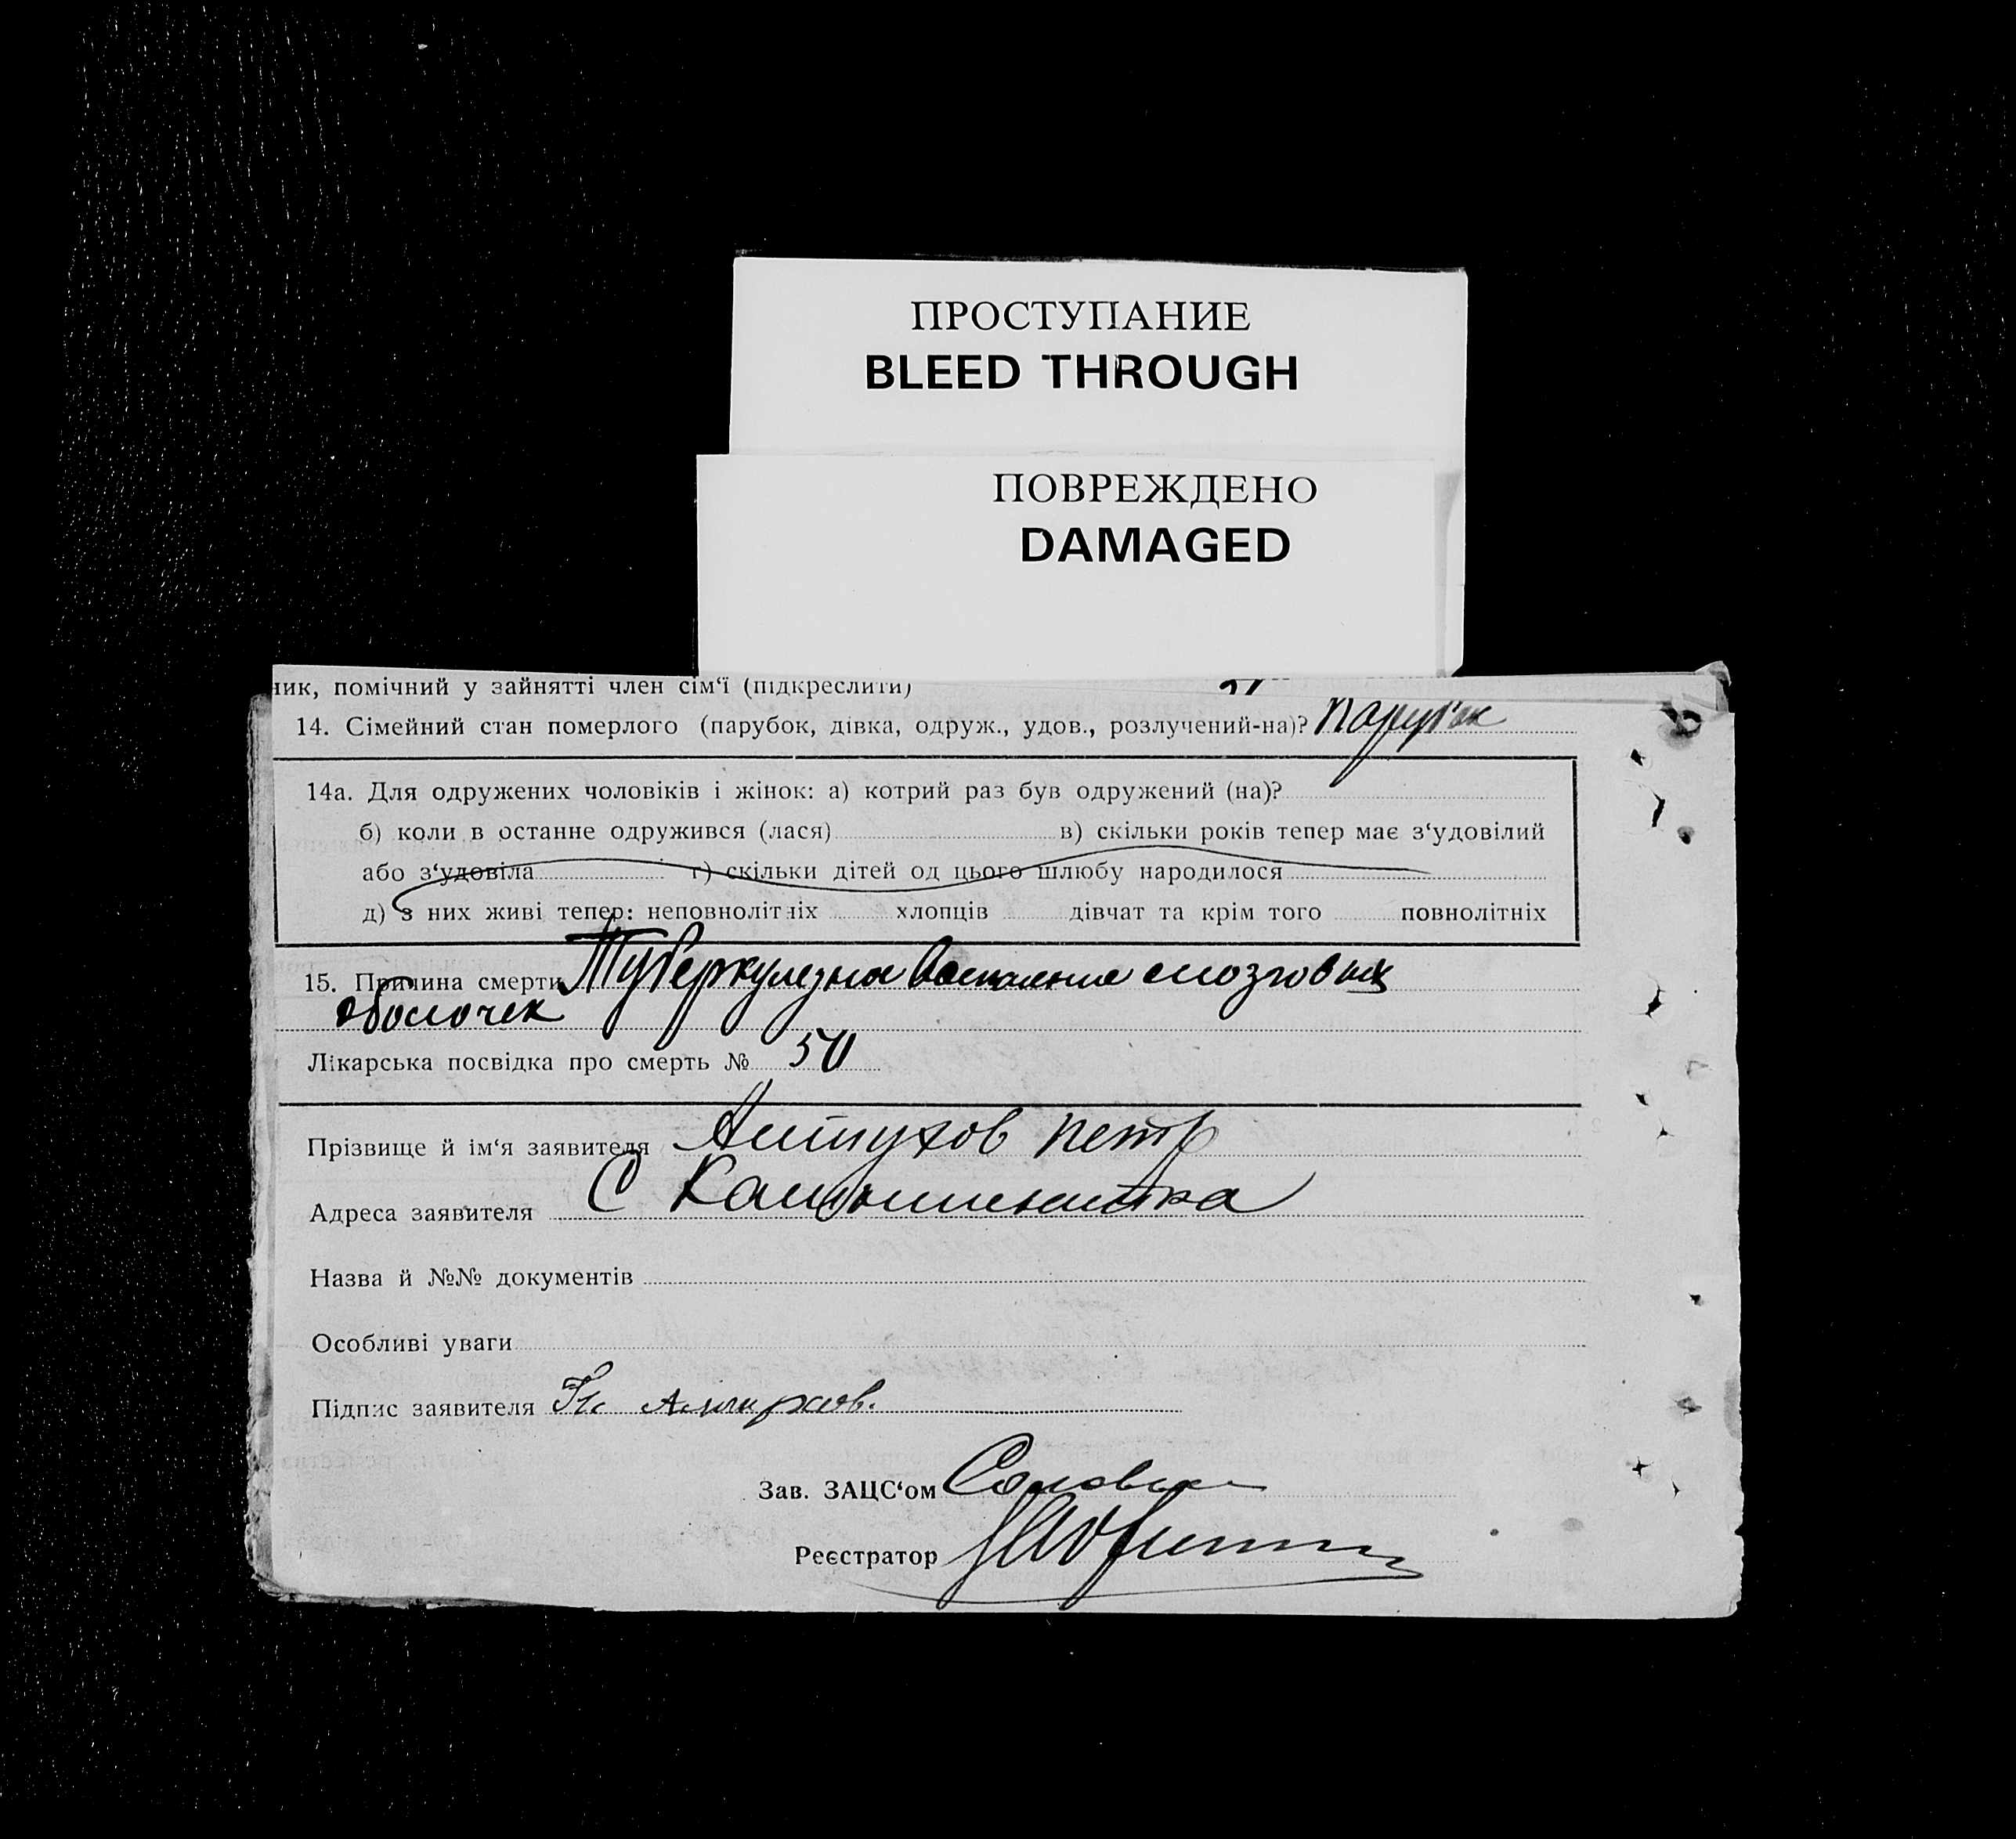 ПРОСТУПАНИЕ
BLEED THROUGH
ПОВРЕЖДЕНО
DAMAGED
ник, помічний у зайнятті член сім‘ї (підкреслити)
14. Сімейний стан померлого (парубок, дівка, одруж., удов., розлучений-на)? парубок
14а. Для одружених чоловіків і жінок: а) котрий раз був одружений (на)?
б) коли в останнє одружився (лася) в) скільки років тепер має з‘удовілий
або з‘удовіла г) скільки дітей од цього шлюбу народилося
д) з них живі тепер: неповнолітніх хлопців дівчат та крім того повнолітніх
15. Причина смерти Туберкулезна воспаление мозговых
оболочек
Лікарська посвідка про смерть № 50
Прізвище й ім‘я заявителя Петр
Адреса заявителя С
Назва й №№ документів
Особливі уваги
Підпис заявителя
Зав. ЗАЦС‘ом
Реєстратор